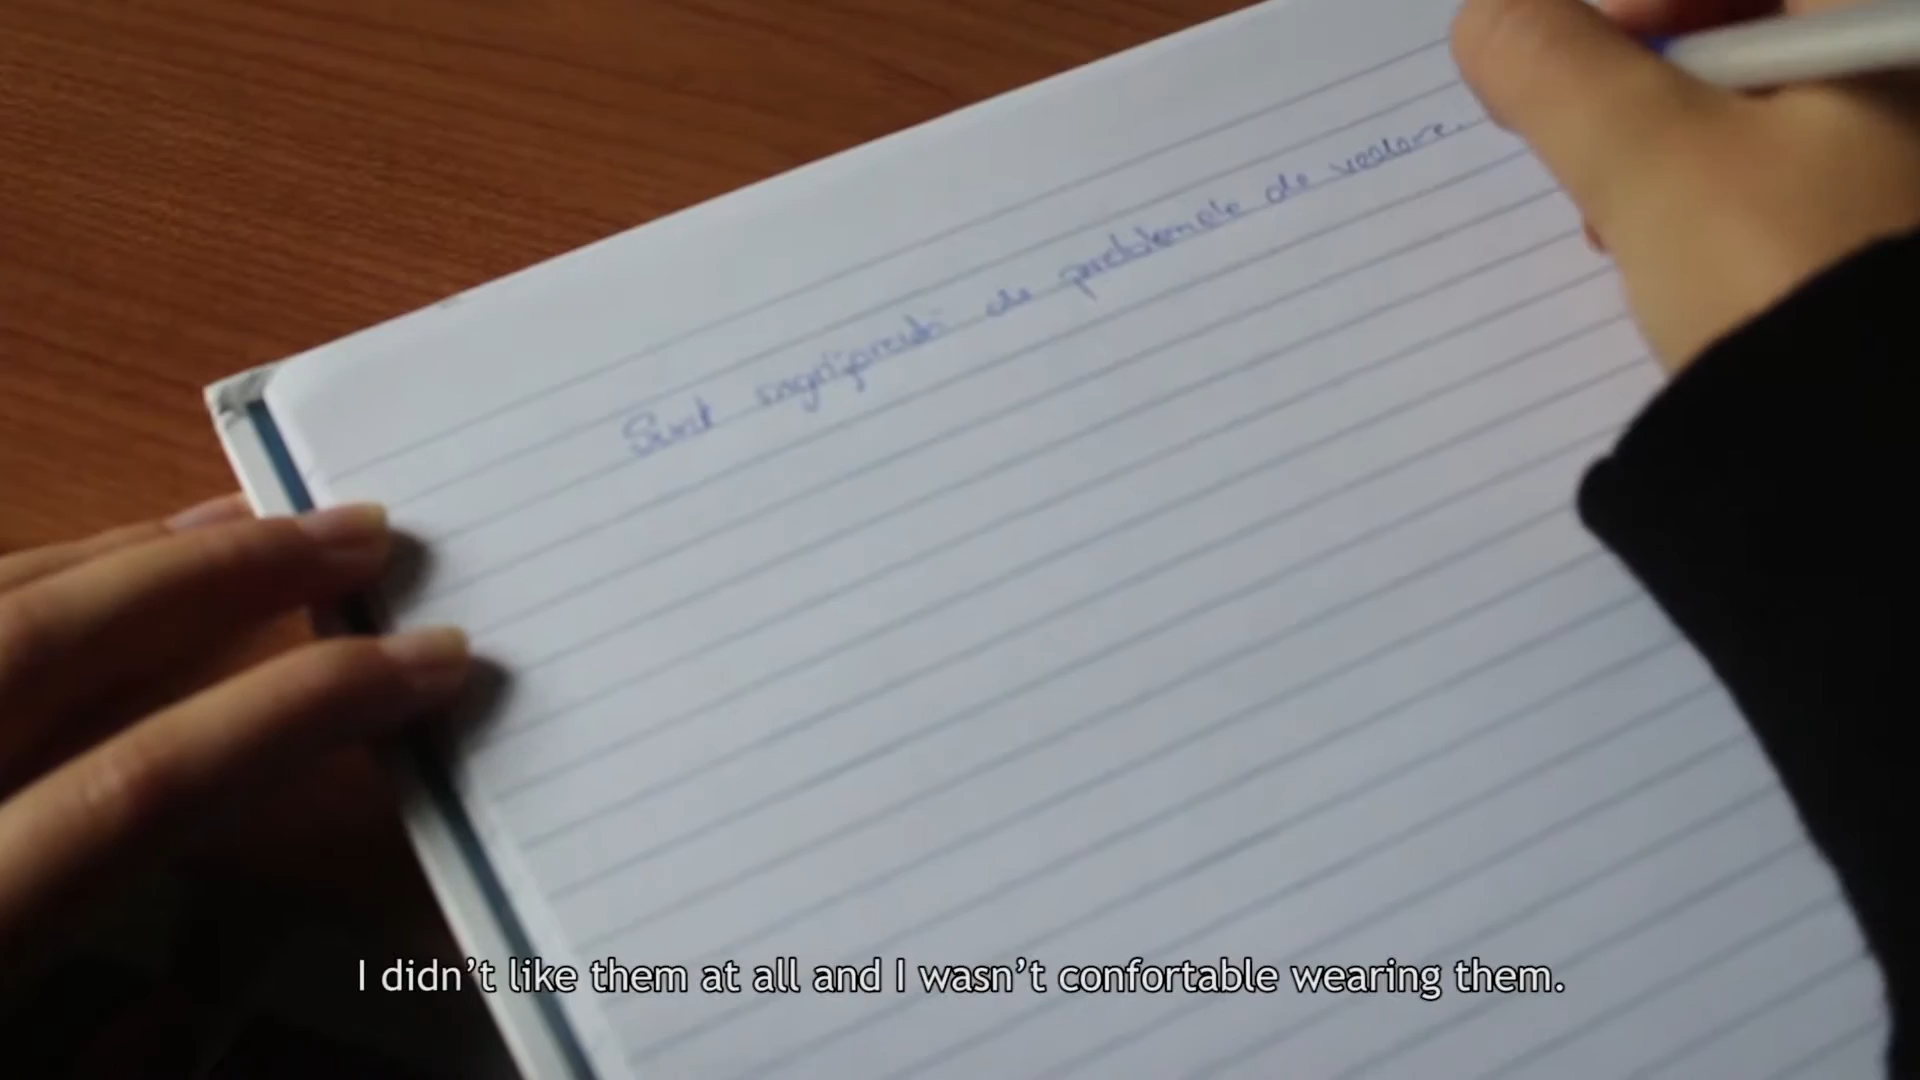 Sunt îngrijorată de problemele de vedere.
I didn’t like them at all and I wasn’t confortable wearing them.